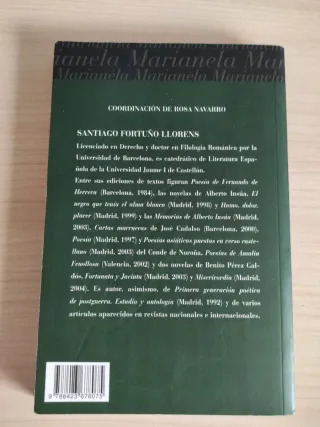 Marianela Marianela
Marianela Marianela
Marianela Marianela
COORDINACIÓN DE ROSA NAVARRO
SANTIAGO FORTUÑO LLORENS
Licenciado en Derecho y doctor en Filología Románica por la
Universidad de Barcelona, es catedrático de Literatura Espa-
ñola de la Universidad Jaume I de Castellón.
Entre sus ediciones de textos figuran Poesía de Fernando de
Herrera (Barcelona, 1984), las novelas de Alberto Insúa, El
negro que tenía el alma blanca (Madrid, 1998) y Humo, dolor,
placer (Madrid, 1999) y las Memorias de Alberto Insúa (Madrid,
2003). Cartas marruecas de José Cadalso (Barcelona, 2000),
Poesía (Madrid, 1997) y Poesías asiáticas puestas en verso caste-
llano (Madrid, 2003) del Conde de Noroña, Poesías de Amalia
Fenollosa (Valencia, 2002) y dos novelas de Benito Pérez Gal-
dós, Fortunata y Jacinta (Madrid, 2003) y Misericordia (Madrid,
2004). Es autor, asimismo, de Primera generación poética
de postguerra. Estudio y antología (Madrid, 1992) y de varios
artículos aparecidos en revistas nacionales e internacionales.
9788423678075